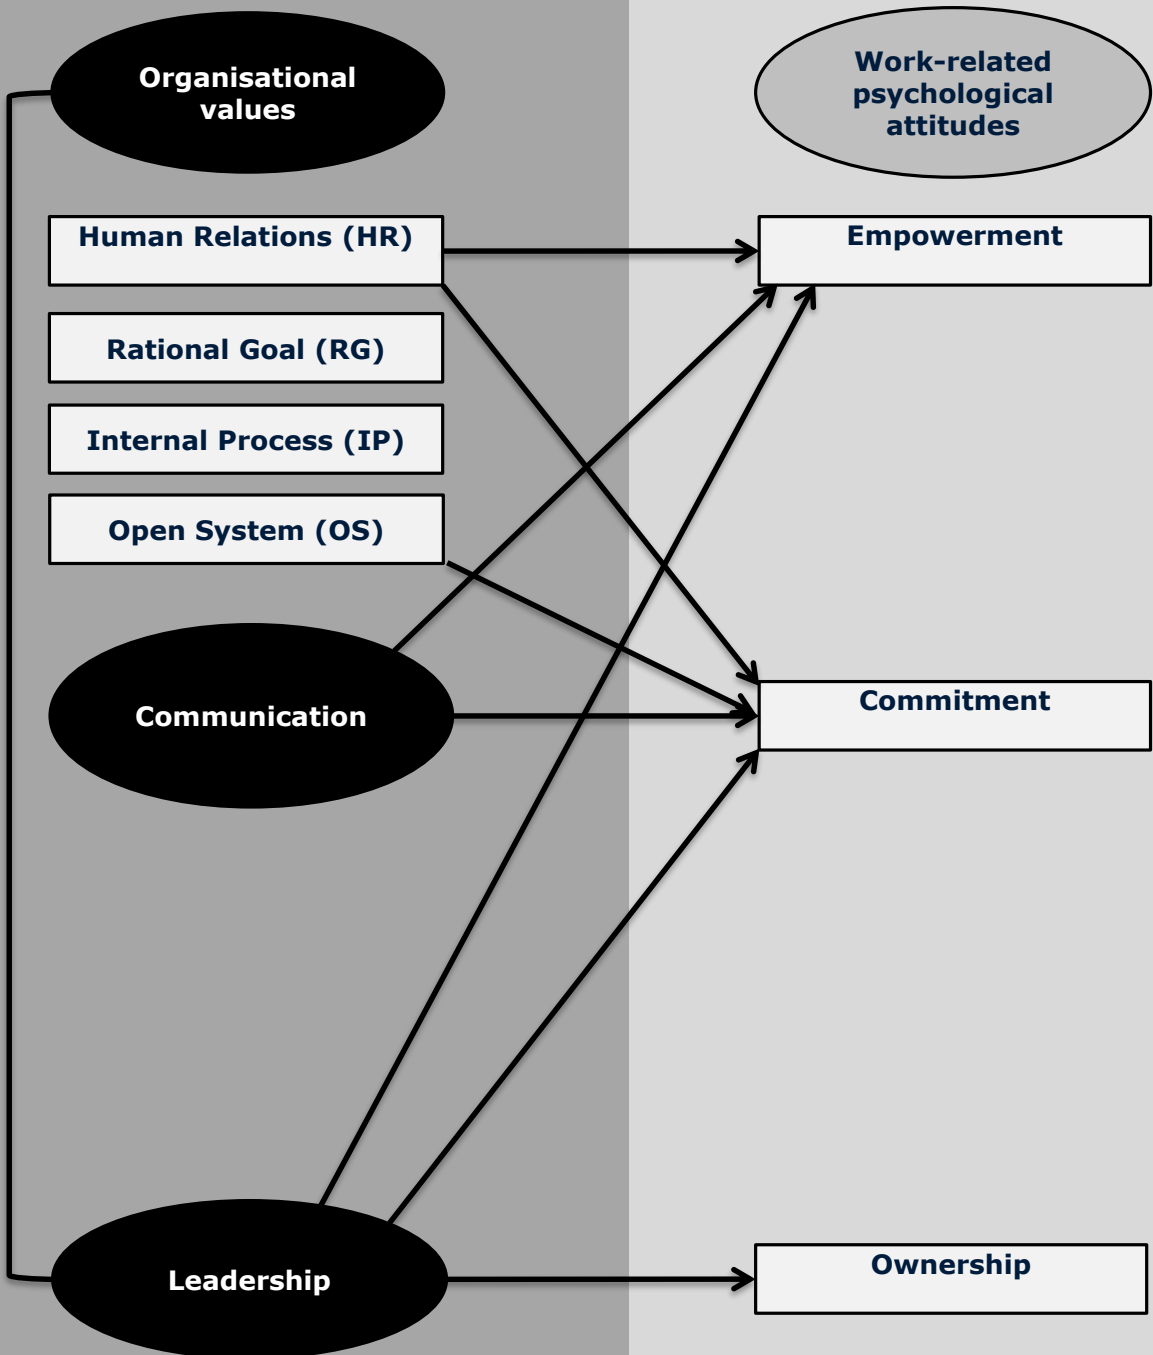 Organisational
values
Work-related
psychological
attitudes
Human Relations (HR)
Empowerment
Rational Goal (RG)
Internal Process (IP)
Open System (OS)
Communication
Commitment
Leadership
Ownership